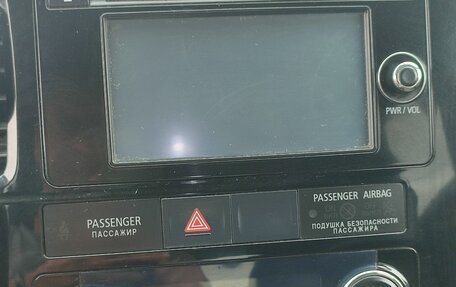 PWR / VOL
PASSENGER
ПАССАЖИР
PASSENGER AIRBAG
ПОДУШКА БЕЗОПАСНОСТИ
ПАССАЖИРА